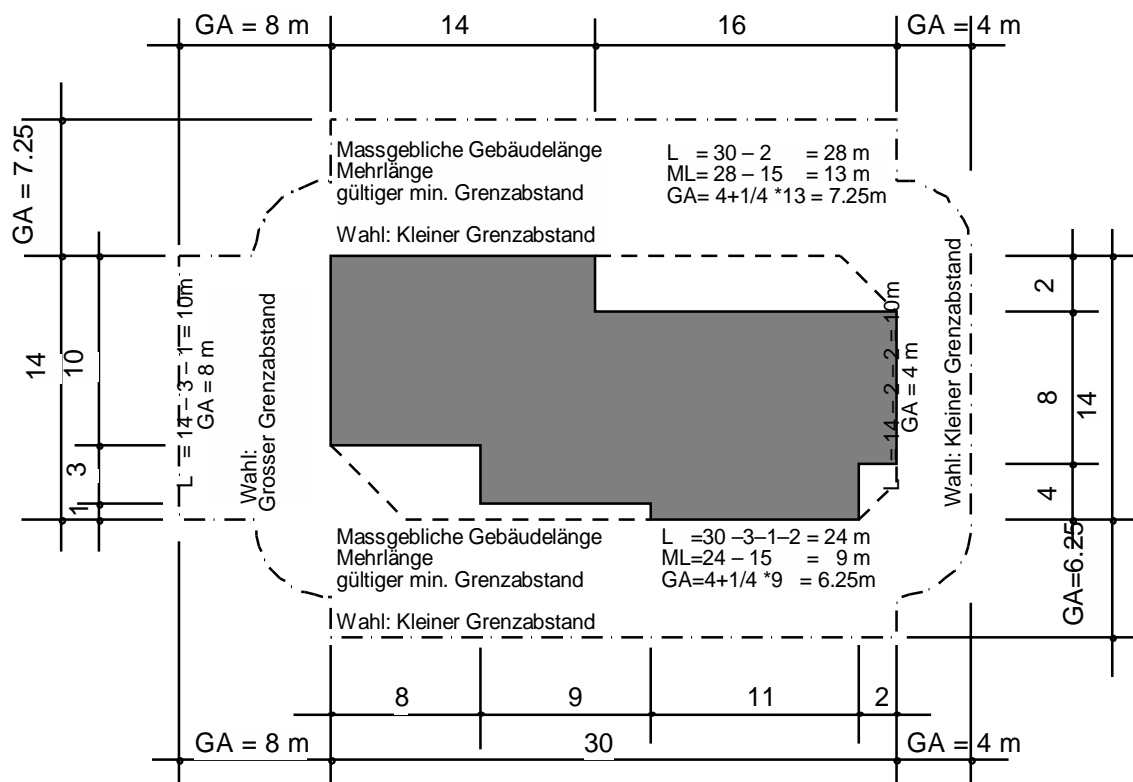 GA = 8 m 14 16 GA = 4 m
GA = 7.25
Massgebliche Gebäudelänge L = 30 – 2 = 28 m
Mehrlänge ML= 28 – 15 = 13 m
gültiger min. Grenzabstand GA= 4+1/4 *13 = 7.25m
Wahl: Kleiner Grenzabstand
14
10
3
1
L = 14 – 3 – 1 = 10m
GA = 8 m
Wahl:
Grosser Grenzabstand
L = 14 – 2 – 2 = 10m
GA = 4 m
Wahl: Kleiner Grenzabstand
2
8
14
4
GA=6.25
Massgebliche Gebäudelänge L =30 –3–1–2 = 24 m
Mehrlänge ML=24 – 15 = 9 m
gültiger min. Grenzabstand GA=4+1/4 *9 = 6.25m
Wahl: Kleiner Grenzabstand
8 9 11 2
GA = 8 m 30 GA = 4 m